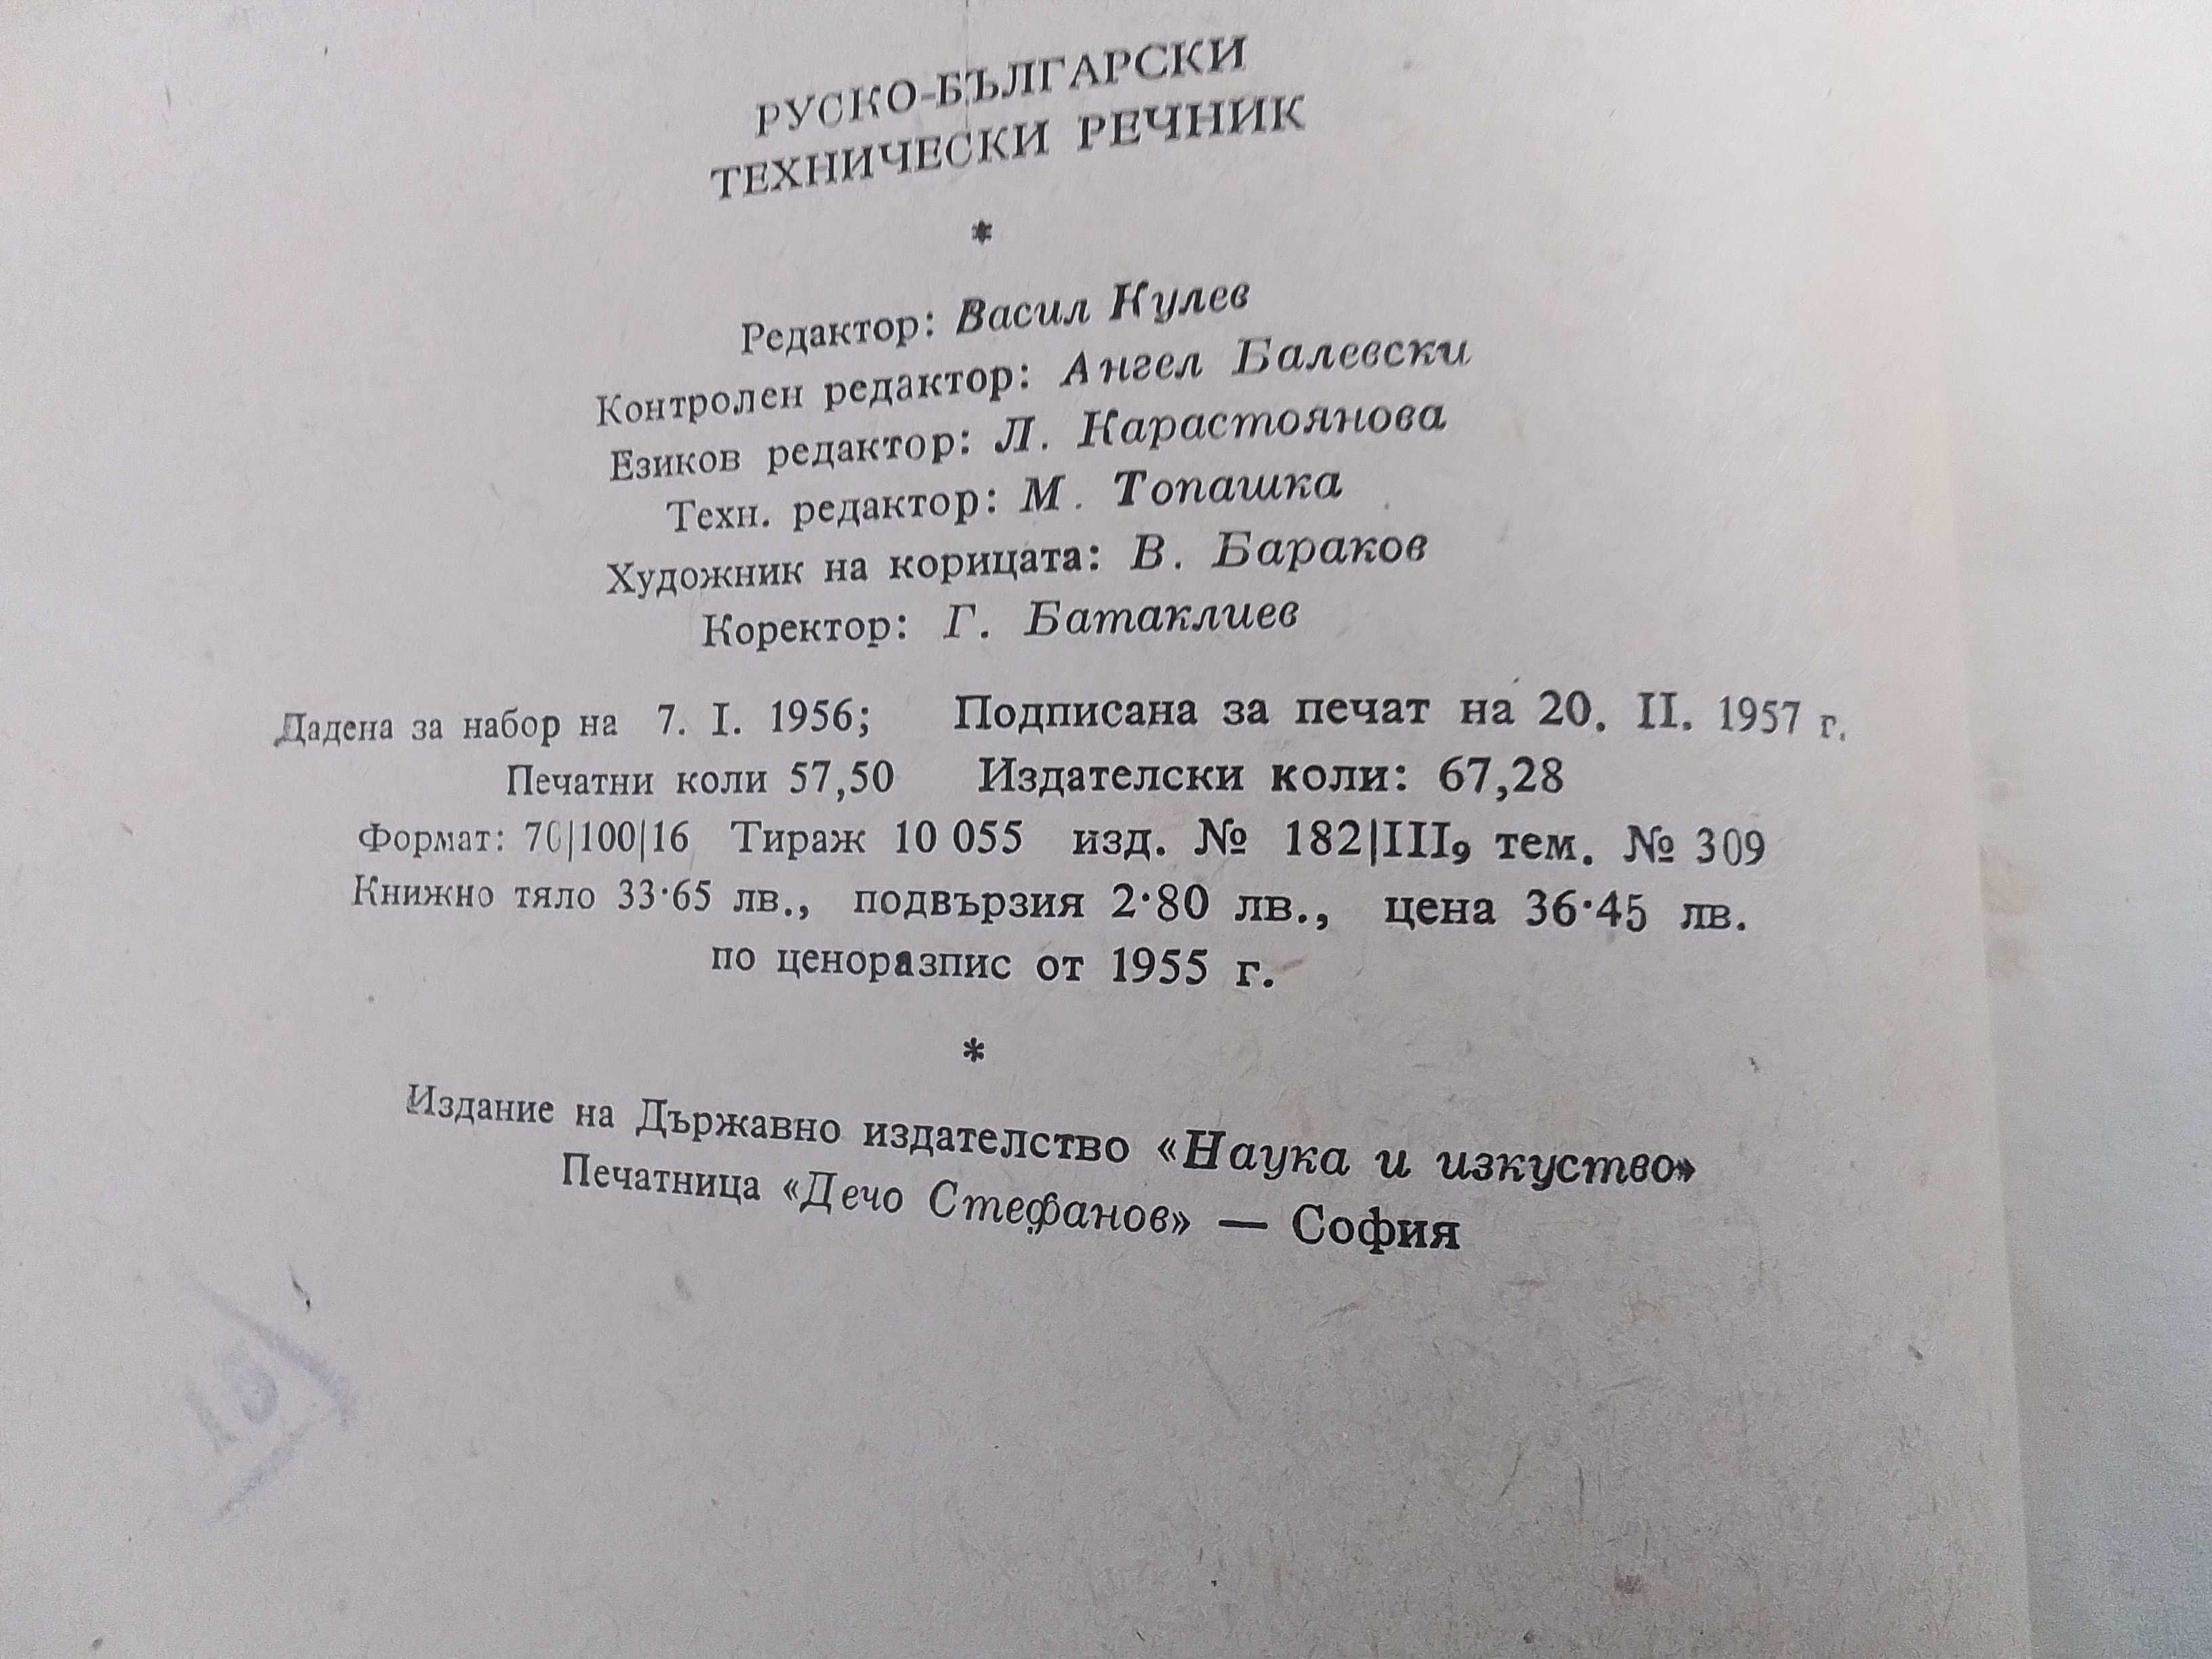 РУСКО-БЪЛГАРСКИ
ТЕХНИЧЕСКИ РЕЧНИК
*
Редактор: Васил Кулев
Контролен редактор: Ангел Балевски
Езиков редактор: Л. Карастоянова
Техн. редактор: М. Топашка
Художник на корицата: В. Бараков
Коректор: Г. Батаклиев
Дадена за набор на 7. I. 1956; Подписана за печат на 20. II. 1957 г.
Печатни коли 57,50 Издателски коли: 67,28
Формат: 70|100|16 Тираж 10 055 изд. № 182|III₉ тем. № 309
Книжно тяло 33·65 лв., подвързия 2·80 лв., цена 36·45 лв.
по ценоразпис от 1955 г.
*
Издание на Държавно издателство «Наука и изкуство»
Печатница «Дечо Стефанов» — София